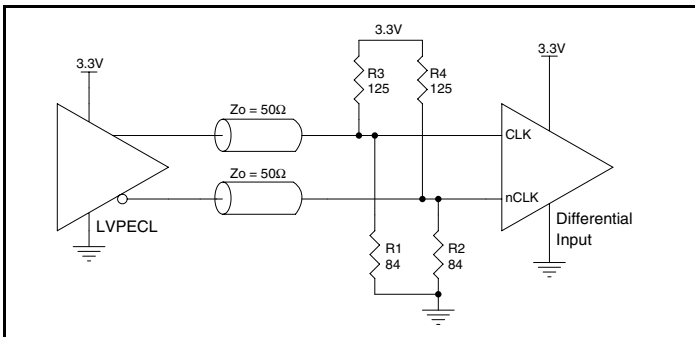 3.3V
3.3V
3.3V
R3
125
R4
125
Zo = 50Ω
CLK
Zo = 50Ω
nCLK
LVPECL
Differential
Input
R1
84
R2
84